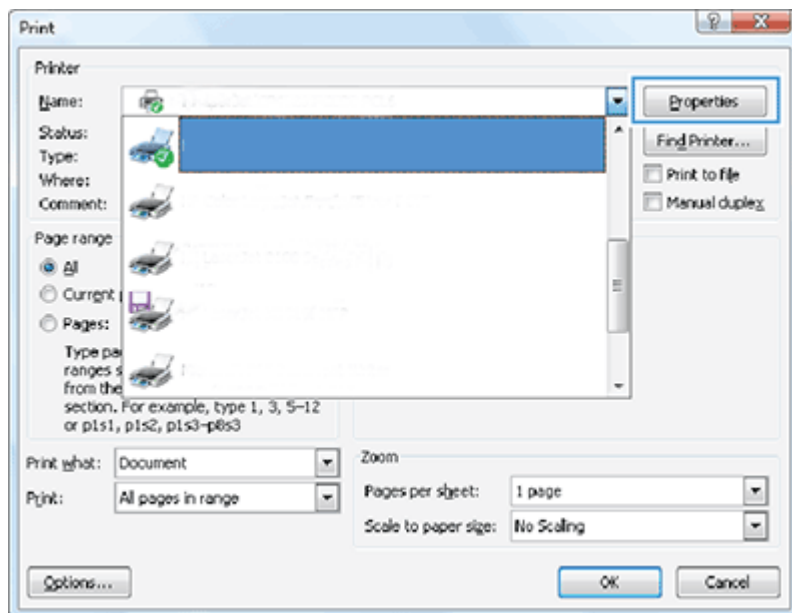 Print
Printer
Name:
Properties
Status:
Find Printer...
Type:
Where:
Print to file
Comment:
Manual duplex
Page range
All
Current
Pages:
Type
ranges
from the
section. For example, type 1, 3, 5–12
or p1s1, p1s2, p1s3–p8s3
Print what: Document
Zoom
Print: All pages in range
Pages per sheet: 1 page
Scale to paper size: No Scaling
Options...
OK
Cancel